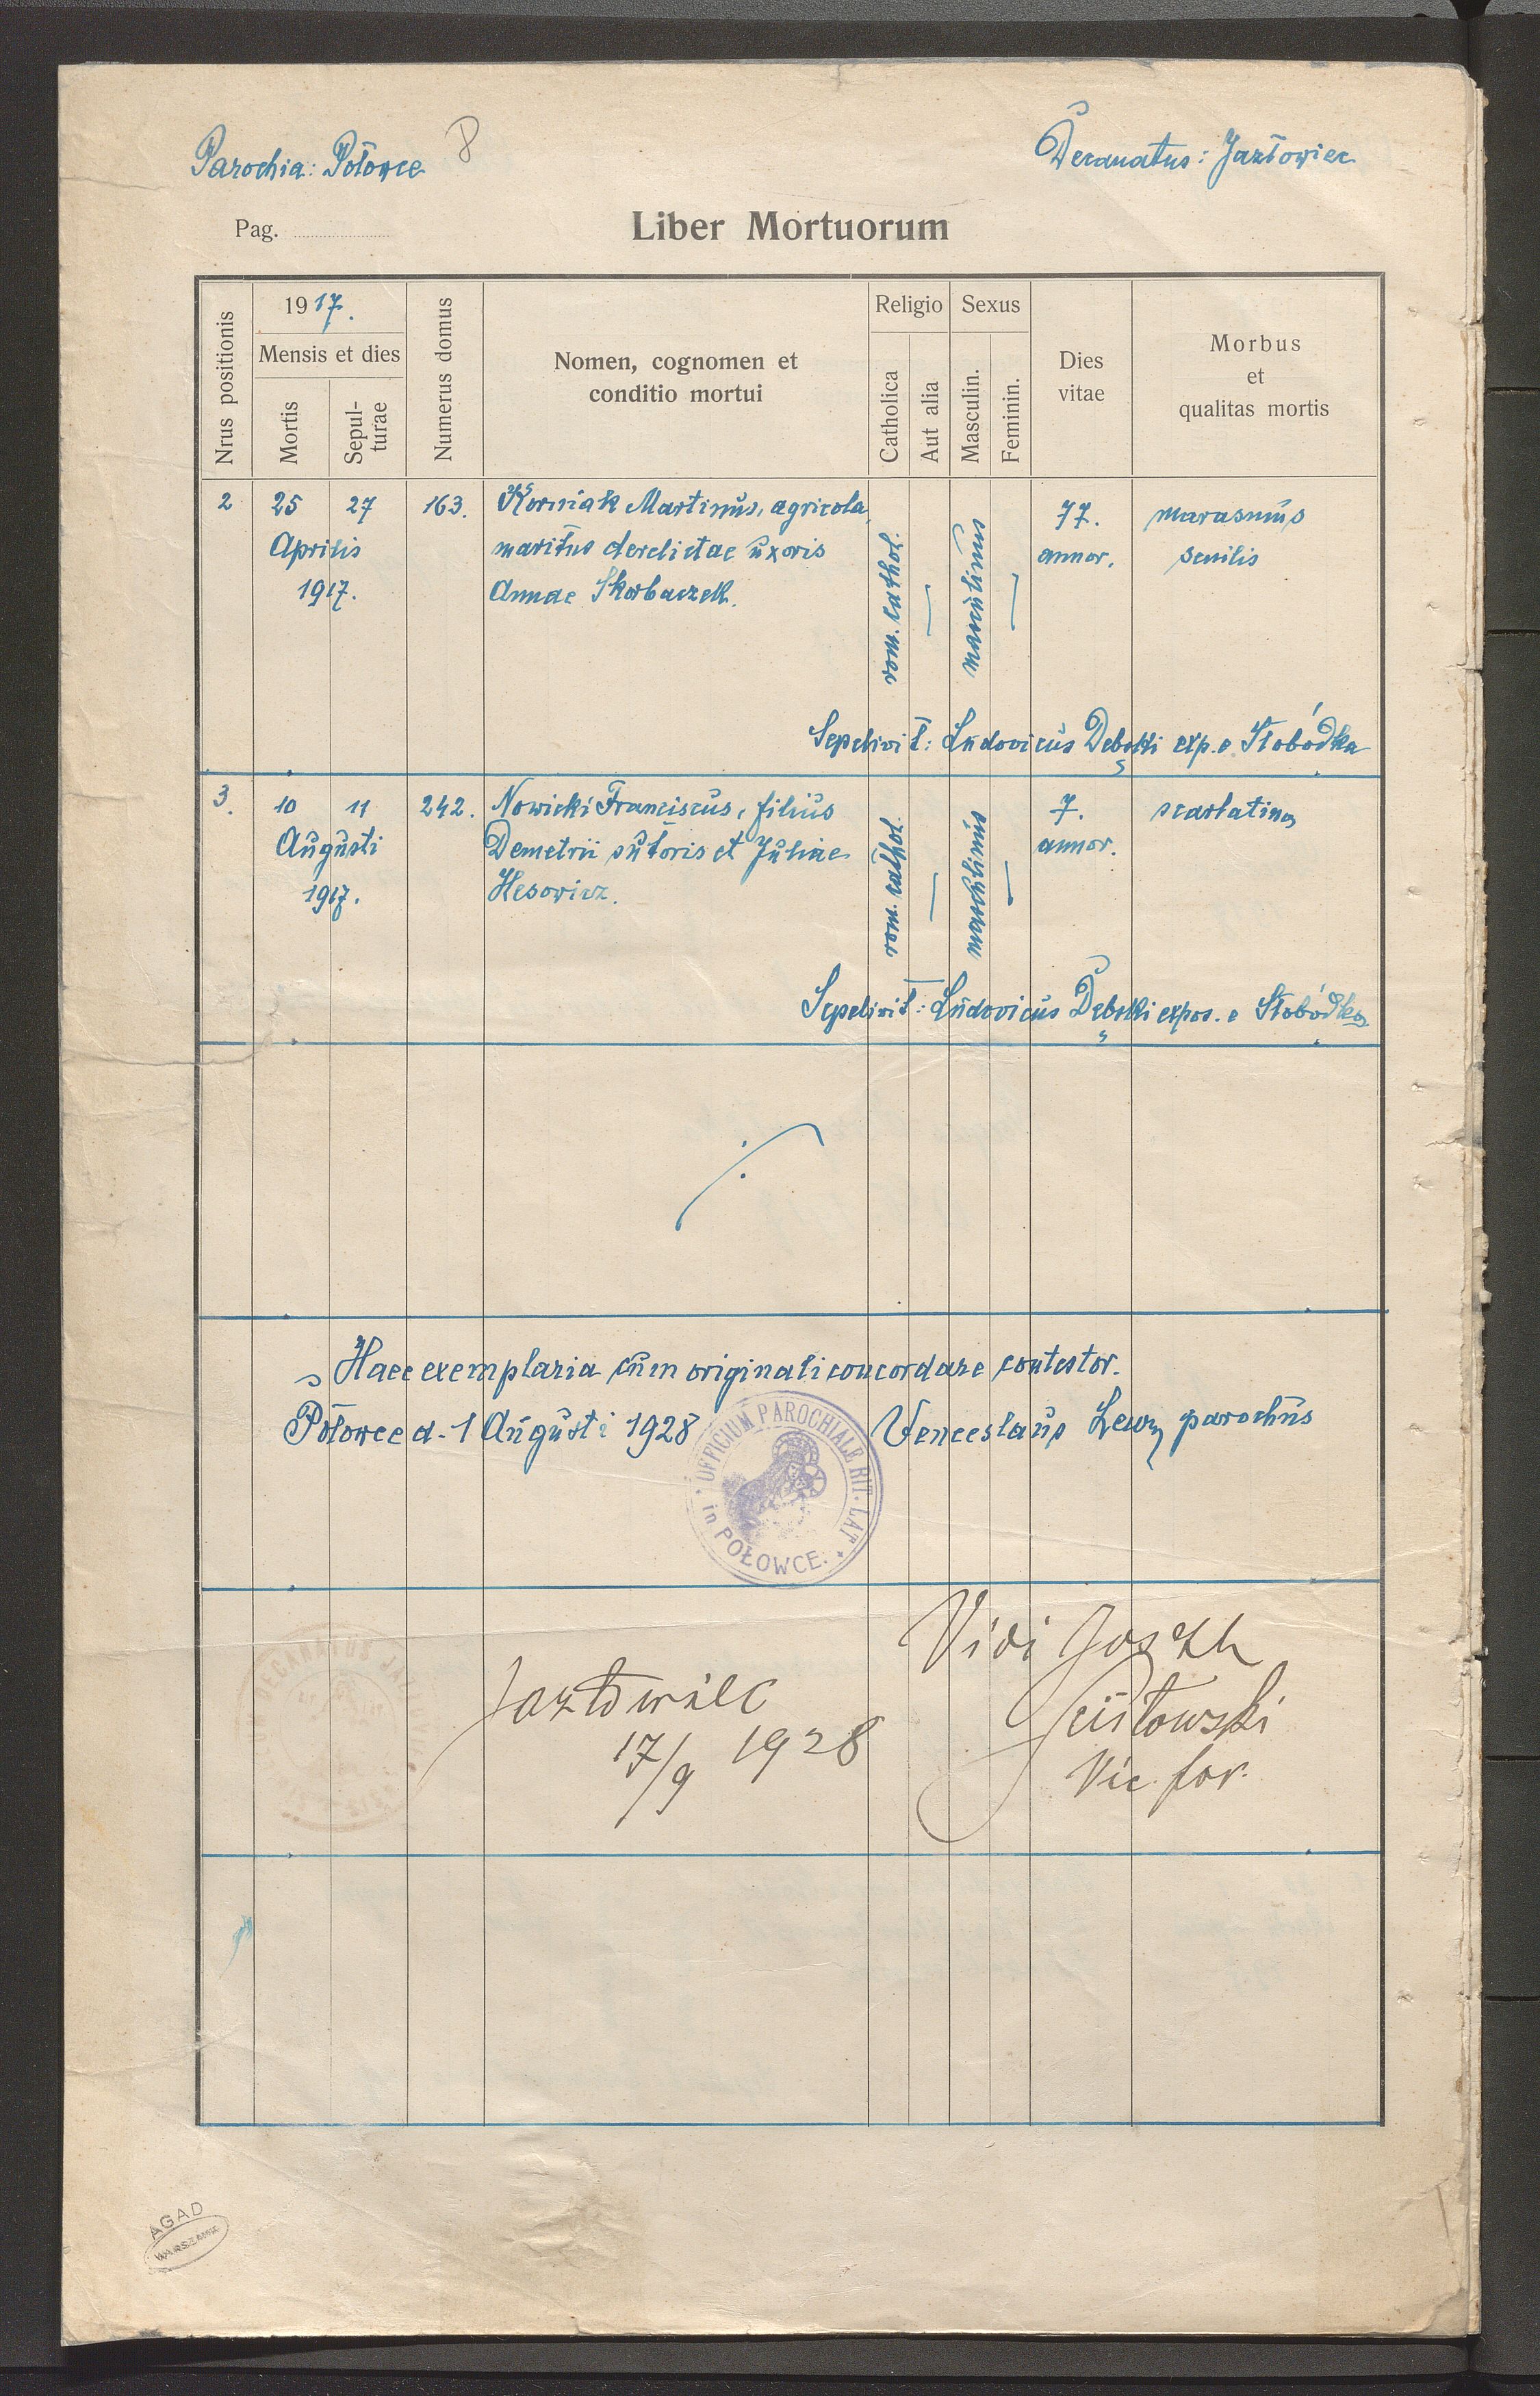 Parochia: Połowce
8
Decanatus: Jazłowiec
Pag.
Liber Mortuorum
Nrus positionis
1917.
Mensis et dies
Mortis
Sepul-
turae
Numerus domus
Nomen, cognomen et
conditio mortui
Religio
Catholica
Aut alia
Sexus
Masculin.
Feminin.
Dies
vitae
Morbus
et
qualitas mortis
2
25 27
Aprilis
1917.
163.
Korniak Martinus, agricola,
maritus derelictae uxoris
Annae Skorbaczek.
rom. cathol.
—
masculinus
—
77.
annor.
marasmus
senilis
Sepelivit: Ludovicus Dębski exp. e Słobódka
3.
10 11
Augusti
1917.
242.
Nowicki Franciscus, filius
Demetrii sutoris et Juliae
Hesowicz.
rom. cathol.
—
masculinus
—
7.
annor.
scarlatina
Sepelivit: Ludovicus Dębski expos. e Słobódka
Haec exemplaria cum originali concordare contestor.
Połowce d. 1 Augusti 1928
Venceslaus parochus
OFFICIUM PAROCHIALE RIT. LAT.
in POŁOWCE.
Vidi
Jazłowiec
17/9 1928
Vic. for.
DECANATUS
AGAD
WARSZAWA